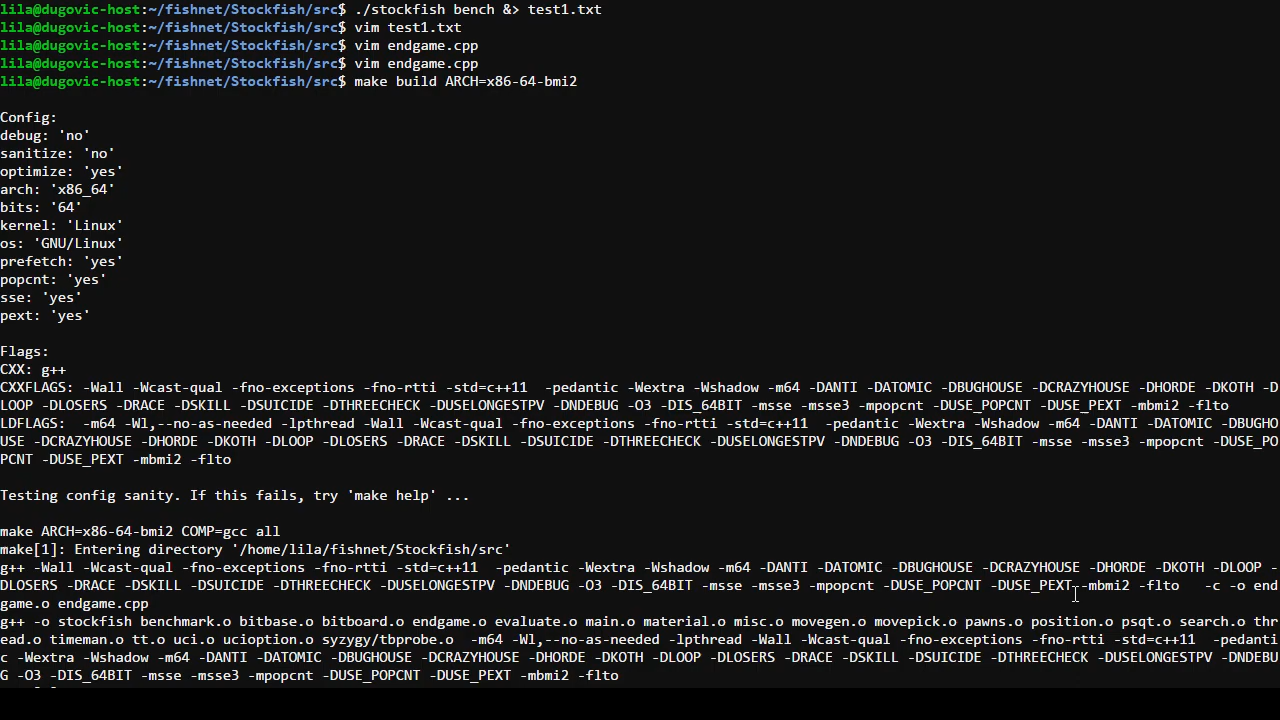 lila@dugovic-host:~/fishnet/Stockfish/src$ ./stockfish bench &> test1.txt
lila@dugovic-host:~/fishnet/Stockfish/src$ vim test1.txt
lila@dugovic-host:~/fishnet/Stockfish/src$ vim endgame.cpp
lila@dugovic-host:~/fishnet/Stockfish/src$ vim endgame.cpp
lila@dugovic-host:~/fishnet/Stockfish/src$ make build ARCH=x86-64-bmi2
Config:
debug: 'no'
sanitize: 'no'
optimize: 'yes'
arch: 'x86_64'
bits: '64'
kernel: 'Linux'
os: 'GNU/Linux'
prefetch: 'yes'
popcnt: 'yes'
sse: 'yes'
pext: 'yes'
Flags:
CXX: g++
CXXFLAGS: -Wall -Wcast-qual -fno-exceptions -fno-rtti -std=c++11  -pedantic -Wextra -Wshadow -m64 -DANTI -DATOMIC -DBUGHOUSE -DCRAZYHOUSE -DHORDE -DKOTH -D
LOOP -DLOSERS -DRACE -DSKILL -DSUICIDE -DTHREECHECK -DUSELONGESTPV -DNDEBUG -O3 -DIS_64BIT -msse -msse3 -mpopcnt -DUSE_POPCNT -DUSE_PEXT -mbmi2 -flto
LDFLAGS:  -m64 -Wl,--no-as-needed -lpthread -Wall -Wcast-qual -fno-exceptions -fno-rtti -std=c++11  -pedantic -Wextra -Wshadow -m64 -DANTI -DATOMIC -DBUGHO
USE -DCRAZYHOUSE -DHORDE -DKOTH -DLOOP -DLOSERS -DRACE -DSKILL -DSUICIDE -DTHREECHECK -DUSELONGESTPV -DNDEBUG -O3 -DIS_64BIT -msse -msse3 -mpopcnt -DUSE_PO
PCNT -DUSE_PEXT -mbmi2 -flto
Testing config sanity. If this fails, try 'make help' ...
make ARCH=x86-64-bmi2 COMP=gcc all
make[1]: Entering directory '/home/lila/fishnet/Stockfish/src'
g++ -Wall -Wcast-qual -fno-exceptions -fno-rtti -std=c++11  -pedantic -Wextra -Wshadow -m64 -DANTI -DATOMIC -DBUGHOUSE -DCRAZYHOUSE -DHORDE -DKOTH -DLOOP -
DLOSERS -DRACE -DSKILL -DSUICIDE -DTHREECHECK -DUSELONGESTPV -DNDEBUG -O3 -DIS_64BIT -msse -msse3 -mpopcnt -DUSE_POPCNT -DUSE_PEXT -mbmi2 -flto   -c -o end
game.o endgame.cpp
g++ -o stockfish benchmark.o bitbase.o bitboard.o endgame.o evaluate.o main.o material.o misc.o movegen.o movepick.o pawns.o position.o psqt.o search.o thr
ead.o timeman.o tt.o uci.o ucioption.o syzygy/tbprobe.o  -m64 -Wl,--no-as-needed -lpthread -Wall -Wcast-qual -fno-exceptions -fno-rtti -std=c++11  -pedanti
c -Wextra -Wshadow -m64 -DANTI -DATOMIC -DBUGHOUSE -DCRAZYHOUSE -DHORDE -DKOTH -DLOOP -DLOSERS -DRACE -DSKILL -DSUICIDE -DTHREECHECK -DUSELONGESTPV -DNDEBU
G -O3 -DIS_64BIT -msse -msse3 -mpopcnt -DUSE_POPCNT -DUSE_PEXT -mbmi2 -flto